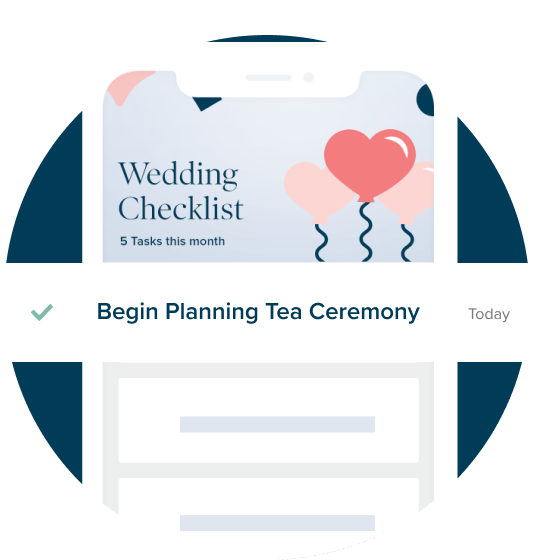 Wedding
Checklist
5 Tasks this month
Begin Planning Tea Ceremony
Today